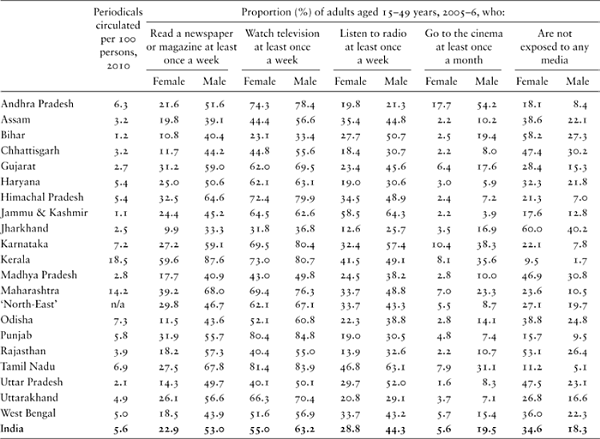 Periodicals circulated per 100 persons, 2010
Proportion (%) of adults aged 15–49 years, 2005–6, who:
Read a newspaper or magazine at least once a week
Watch television at least once a week
Listen to radio at least once a week
Go to the cinema at least once a month
Are not exposed to any media
Female Male Female Male Female Male Female Male Female Male
Andhra Pradesh 6.3 21.6 51.6 74.3 78.4 19.8 21.3 17.7 54.2 18.1 8.4
Assam 3.2 19.8 39.1 44.4 56.6 35.4 44.8 2.2 10.2 38.6 22.1
Bihar 1.2 10.8 40.4 23.1 33.4 27.7 50.7 2.5 19.4 58.2 27.3
Chhattisgarh 3.2 11.7 44.2 44.8 55.6 18.4 30.7 2.2 8.0 47.4 30.2
Gujarat 2.7 31.2 59.0 62.0 69.5 23.4 45.6 6.4 17.6 28.4 15.3
Haryana 5.4 25.0 50.6 62.1 63.1 19.0 30.6 3.0 5.9 32.3 21.8
Himachal Pradesh 5.4 32.5 64.6 72.4 79.9 34.5 48.9 2.4 7.2 21.3 7.0
Jammu & Kashmir 1.1 24.4 45.2 64.5 62.6 58.5 64.3 2.2 3.9 17.6 12.8
Jharkhand 2.5 9.9 33.3 31.8 36.8 12.6 25.7 3.5 16.9 60.0 40.2
Karnataka 7.2 27.2 59.1 69.5 80.4 32.4 57.4 10.4 38.3 22.1 7.8
Kerala 18.5 59.6 87.6 73.0 80.7 41.5 49.1 8.1 35.6 9.5 1.7
Madhya Pradesh 2.8 17.7 40.9 43.0 49.8 24.5 38.2 2.8 10.0 46.9 30.8
Maharashtra 14.2 39.2 68.0 69.4 76.3 33.7 48.8 7.0 23.3 23.6 10.5
‘North-East’ n/a 29.8 46.7 62.1 67.1 33.7 43.3 5.5 8.7 27.1 19.7
Odisha 7.3 11.5 43.6 52.1 60.8 22.3 38.8 2.8 14.1 38.8 24.8
Punjab 5.8 31.9 55.7 80.4 84.8 19.0 30.5 4.8 7.4 15.7 9.5
Rajasthan 3.9 18.2 57.3 40.4 55.0 13.9 32.6 2.2 10.7 53.1 26.4
Tamil Nadu 6.9 27.5 67.8 81.4 83.9 46.8 63.1 7.9 31.1 11.2 5.1
Uttar Pradesh 2.1 14.3 49.7 40.1 50.1 29.7 52.0 1.6 8.3 47.5 23.1
Uttarakhand 4.9 26.1 56.6 66.3 70.4 20.8 29.1 3.7 7.1 26.8 16.6
West Bengal 5.0 18.5 43.9 51.6 56.9 33.7 43.2 5.7 15.4 36.0 22.3
India 5.6 22.9 53.0 55.0 63.2 28.8 44.3 5.6 19.5 34.6 18.3